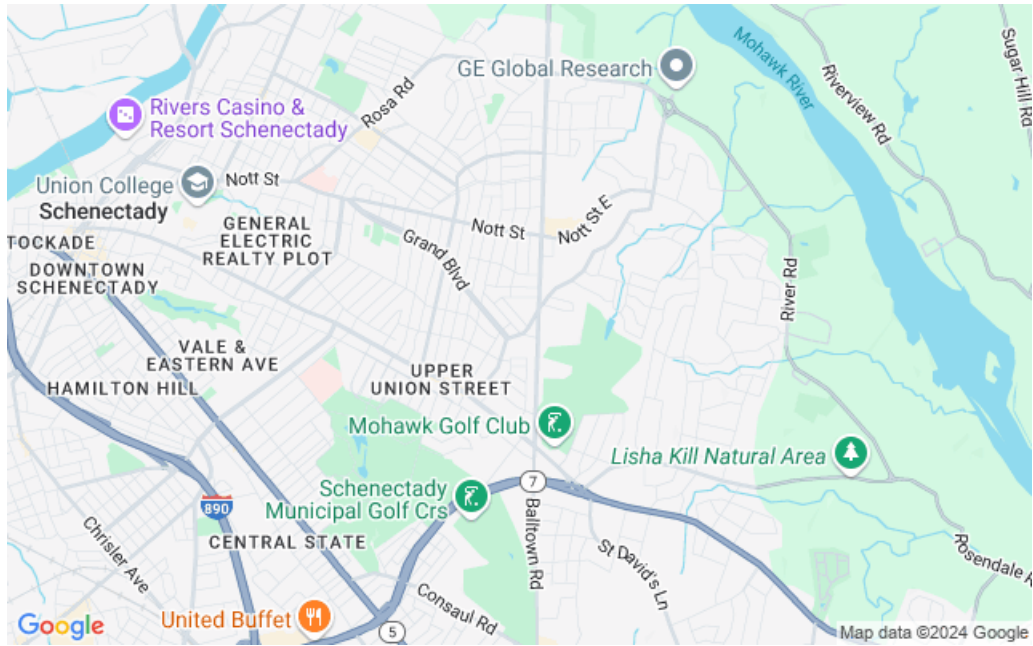 GE Global Research
Mohawk River
Riverview Rd
Sugar Hill Rd
Rivers Casino &
Resort Schenectady
Rosa Rd
Union College
Schenectady
Nott St
GENERAL
ELECTRIC
REALTY PLOT
Nott St
Nott St E
TOCKADE
DOWNTOWN
SCHENECTADY
Grand Blvd
River Rd
VALE &
EASTERN AVE
HAMILTON HILL
UPPER
UNION STREET
Mohawk Golf Club
Lisha Kill Natural Area
7
Schenectady
Municipal Golf Crs
890
Balltown Rd
CENTRAL STATE
Chrisler Ave
St David's Ln
Rosendale R
Consaul Rd
United Buffet
5
Google
Map data ©2024 Google